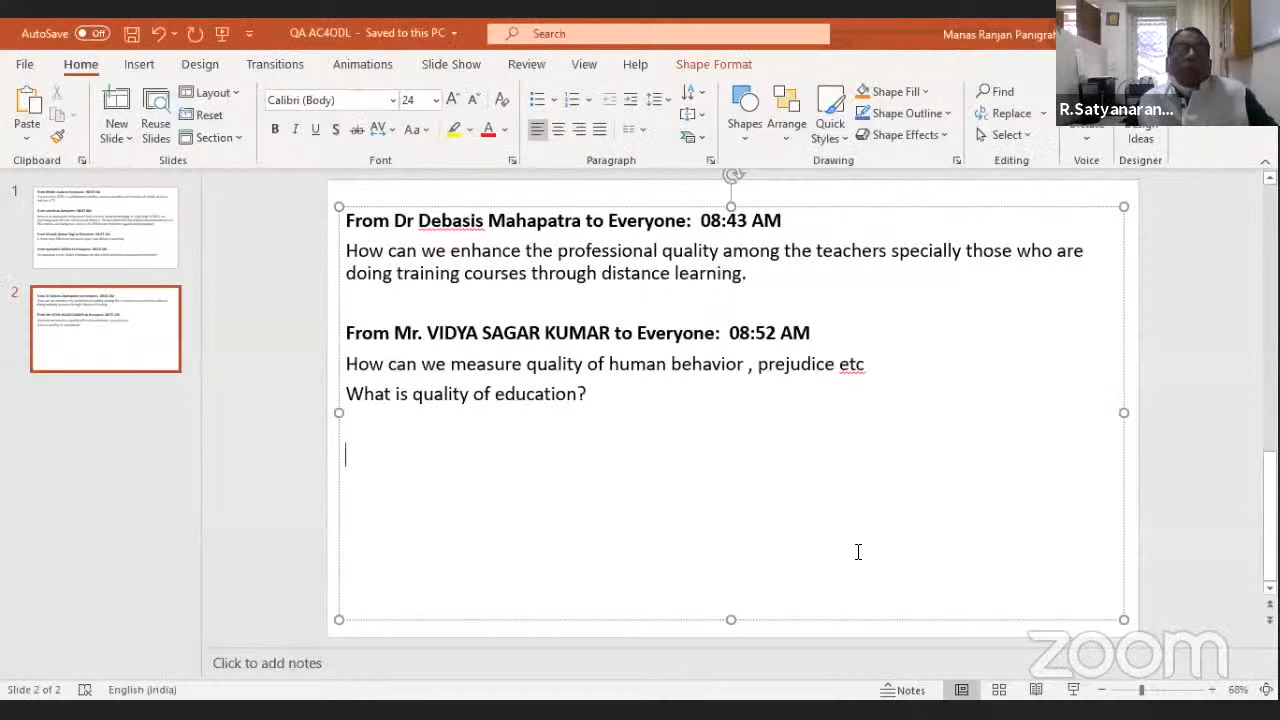 AutoSave Off QA AC4ODL - Saved to this PC Search Manas Ranjan Panigrah
File Home Insert Design Transitions Animations Slide Show Review View Help Shape Format
Paste New Slides Reuse Slides Layout Reset Section
Calibri (Body) 24
Shapes Arrange Quick Styles Shape Fill Shape Outline Shape Effects
Find Replace Select
Design Ideas
Clipboard Slides Font Paragraph Drawing Editing Voice Designer
R.Satyanaran...
1
2
From Dr Debasis Mahapatra to Everyone: 08:43 AM
How can we enhance the professional quality among the teachers specially those who are
doing training courses through distance learning.
From Mr. VIDYA SAGAR KUMAR to Everyone: 08:52 AM
How can we measure quality of human behavior , prejudice etc
What is quality of education?
Click to add notes
zoom
Slide 2 of 2 English (India) Notes 68%